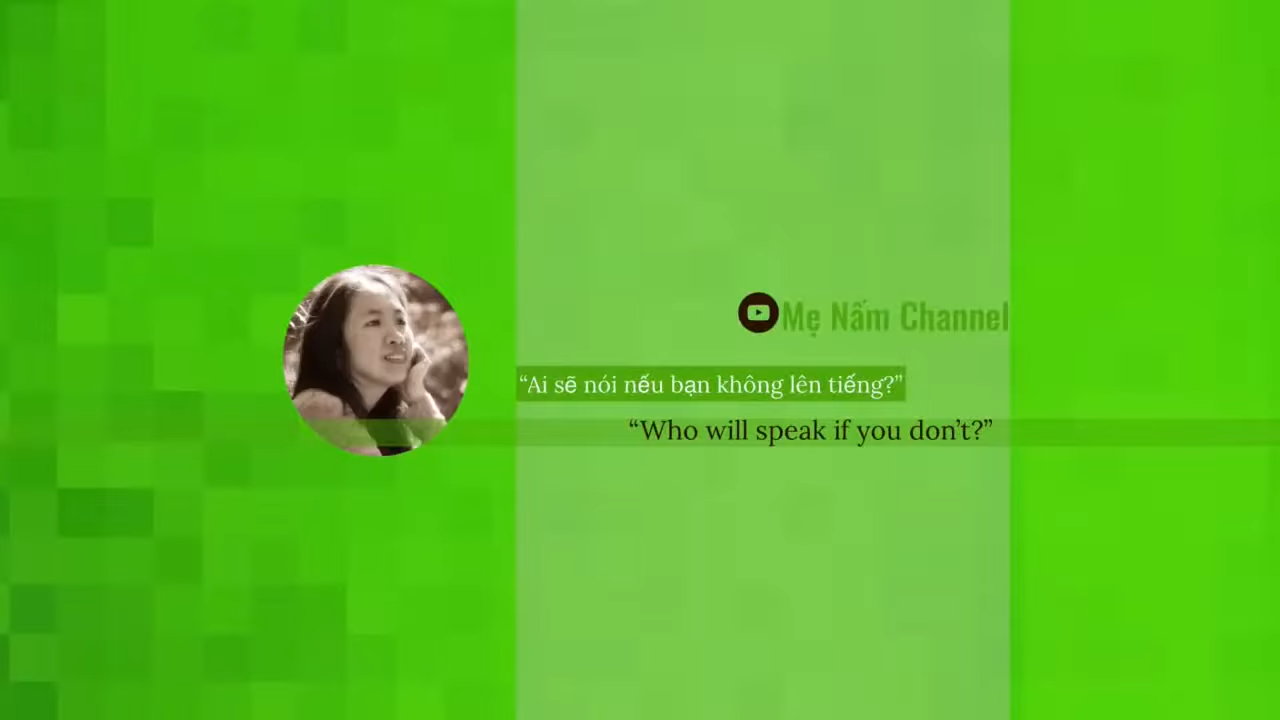 Mẹ Nấm Channel
“Ai sẽ nói nếu bạn không lên tiếng?”
“Who will speak if you don’t?”